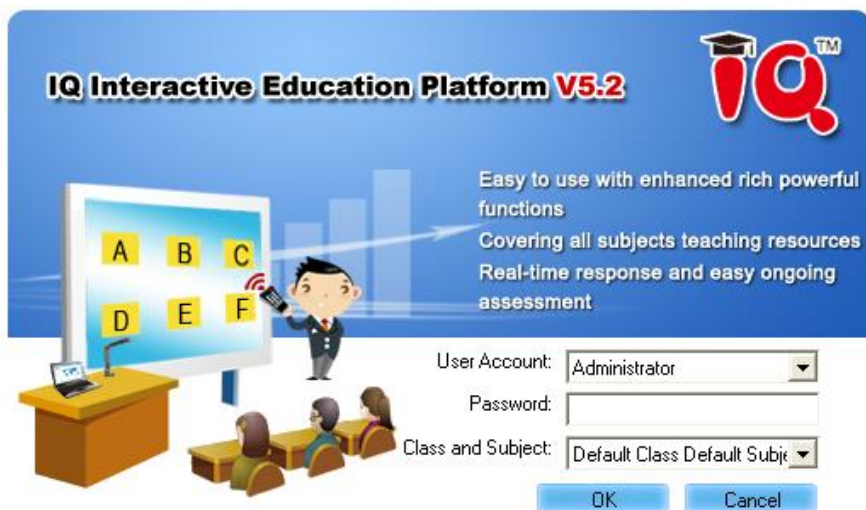 IQ Interactive Education Platform V5.2
IQ™
Easy to use with enhanced rich powerful
functions
Covering all subjects teaching resources
Real-time response and easy ongoing
assessment
A B C
D E F
User Account: Administrator
Password:
Class and Subject: Default Class Default Subje
OK Cancel